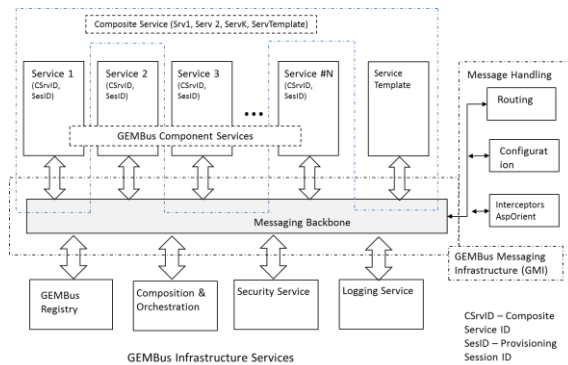 Composite Service (Srv1, Serv 2, ServK, ServTemplate)
Service 1
(CSrvID,
SesID)
Service 2
(CSrvID,
SesID)
Service 3
(CSrvID,
SesID)
...
Service #N
(CSrvID,
SesID)
Service
Template
GEMBus Component Services
Message Handling
Routing
Configurat
ion
Interceptors
AspOrient
Messaging Backbone
GEMBus Messaging
Infrastructure (GMI)
GEMBus
Registry
Composition &
Orchestration
Security Service
Logging Service
CSrvID – Composite
Service ID
SesID – Provisioning
Session ID
GEMBus Infrastructure Services